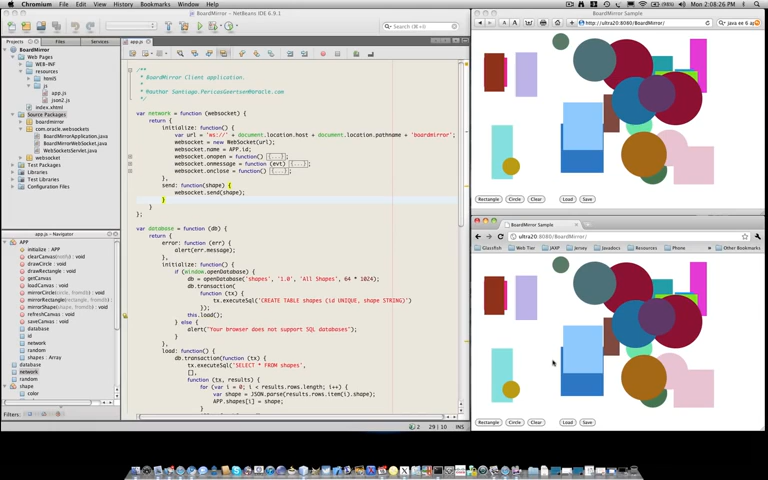 Chromium File Edit View History Bookmarks Window Help
Mon 2:08:26 PM
BoardMirror – NetBeans IDE 6.9.1
Search (⌘+I)
Projects Files Services
BoardMirror
Web Pages
WEB-INF
resources
html5
js
app.js
json2.js
index.xhtml
Source Packages
boardmirror
com.oracle.websockets
BoardMirrorApplication.java
BoardMirrorWebSocket.java
WebSocketsServlet.java
websocket
Test Packages
Libraries
Test Libraries
Configuration Files
app.js - Navigator
APP
initialize : APP
clearCanvas(notify) : void
drawCircle() : void
drawRectangle() : void
getCanvas
loadCanvas() : void
refreshCanvas() : void
saveCanvas : void
database
id
network
random
shapes : Array
database
network
random
shape
color
Filters:
app.js
/**
* BoardMirror Client application.
*
* @author Santiago.PericasGeertsen@oracle.com
*/
var network = function (websocket) {
return {
initialize: function() {
var url = 'ws://' + document.location.host + document.location.pathname + 'boardmirror';
websocket = new WebSocket(url);
websocket.name = APP.id;
websocket.onopen = function() {...};
websocket.onmessage = function (evt) {...};
websocket.onclose = function() {...};
},
send: function(shape) {
websocket.send(shape);
}
}
};
var database = function (db) {
return {
error: function (err) {
alert(err.message);
},
initialize: function() {
if (window.openDatabase) {
db = openDatabase('shapes', '1.0', 'All Shapes', 64 * 1024);
db.transaction(
function (tx) {
tx.executeSql('CREATE TABLE shapes (id UNIQUE, shape STRING)')
});
this.load();
} else {
alert('Your browser does not support SQL databases');
}
},
load: function() {
db.transaction(function (tx) {
tx.executeSql('SELECT * FROM shapes',
[],
function (tx, results) {
for (var i = 0; i < results.rows.length; i++) {
var shape = JSON.parse(results.rows.item(i).shape);
APP.shapes[i] = shape;
}
2
29 | 10
BoardMirror Sample
http://ultra20:8080/BoardMirror/
java ee 6
Rectangle Circle Clear Load Save
BoardMirror Sample
ultra20:8080/BoardMirror/
Glassfish Web Tier JAXP Jersey Javadocs Resources Phone Other Bookmarks
Rectangle Circle Clear Load Save